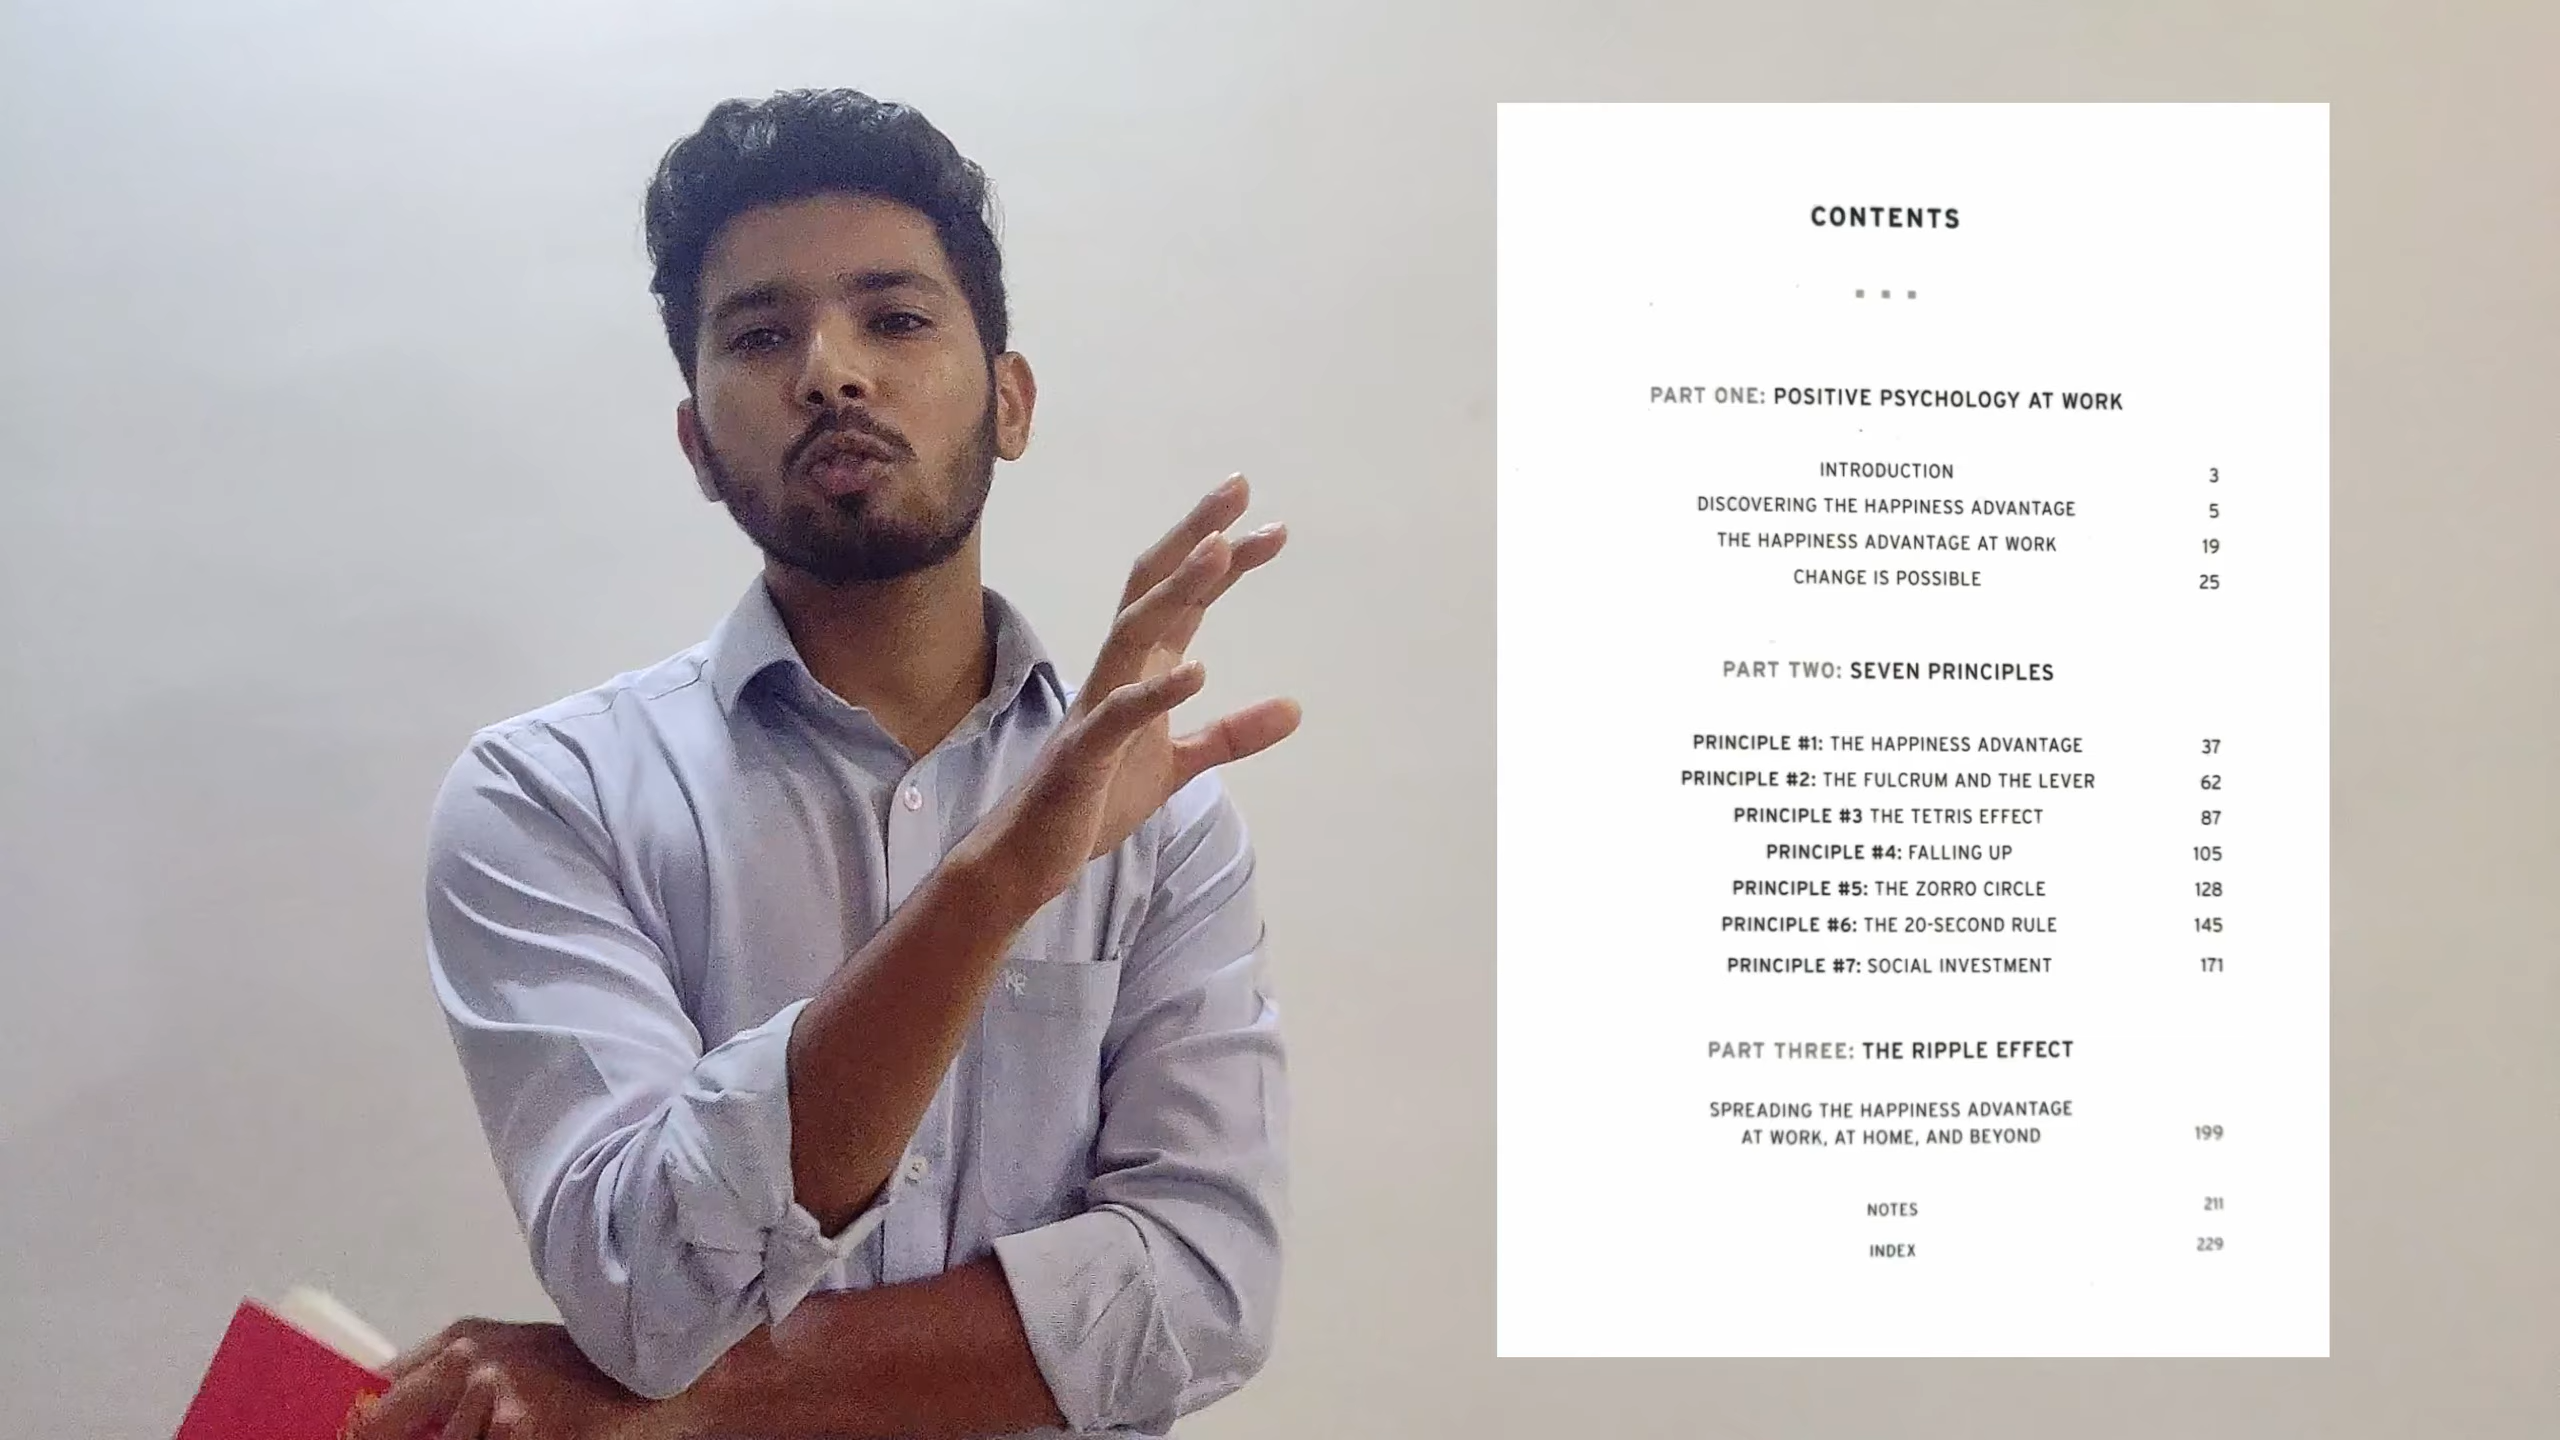 CONTENTS
PART ONE: POSITIVE PSYCHOLOGY AT WORK
INTRODUCTION 3
DISCOVERING THE HAPPINESS ADVANTAGE 5
THE HAPPINESS ADVANTAGE AT WORK 19
CHANGE IS POSSIBLE 25
PART TWO: SEVEN PRINCIPLES
PRINCIPLE #1: THE HAPPINESS ADVANTAGE 37
PRINCIPLE #2: THE FULCRUM AND THE LEVER 62
PRINCIPLE #3 THE TETRIS EFFECT 87
PRINCIPLE #4: FALLING UP 105
PRINCIPLE #5: THE ZORRO CIRCLE 128
PRINCIPLE #6: THE 20-SECOND RULE 145
PRINCIPLE #7: SOCIAL INVESTMENT 171
PART THREE: THE RIPPLE EFFECT
SPREADING THE HAPPINESS ADVANTAGE
AT WORK, AT HOME, AND BEYOND 199
NOTES 211
INDEX 229